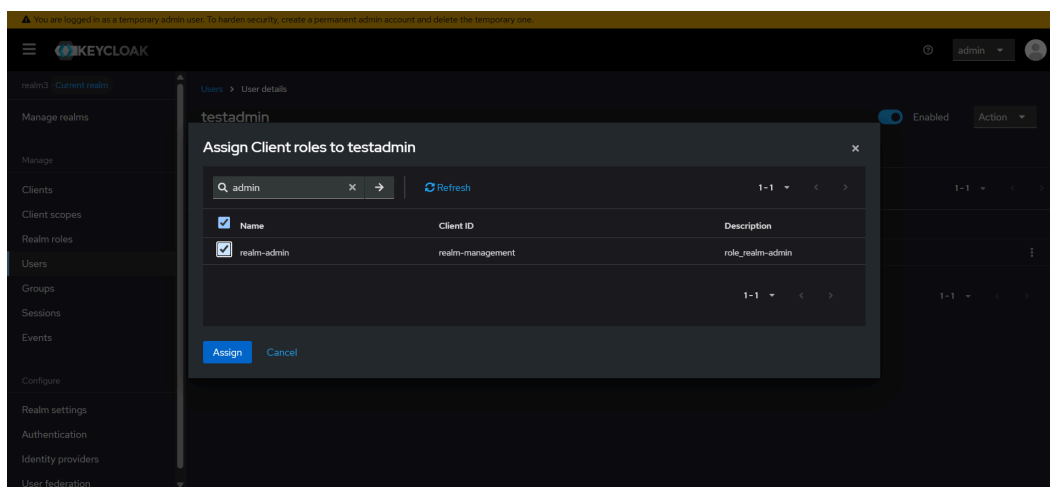 You are logged in as a temporary admin user. To harden security, create a permanent admin account and delete the temporary one.
KEYCLOAK
admin
realm3 Current realm
Users > User details
Manage realms
testadmin
Enabled
Action
Assign Client roles to testadmin
Manage
admin
Refresh
1-1
Clients
1-1
Client scopes
Name Client ID Description
Realm roles
realm-admin realm-management role_realm-admin
Users
Groups
1-1
1-1
Sessions
Events
Assign Cancel
Configure
Realm settings
Authentication
Identity providers
User federation